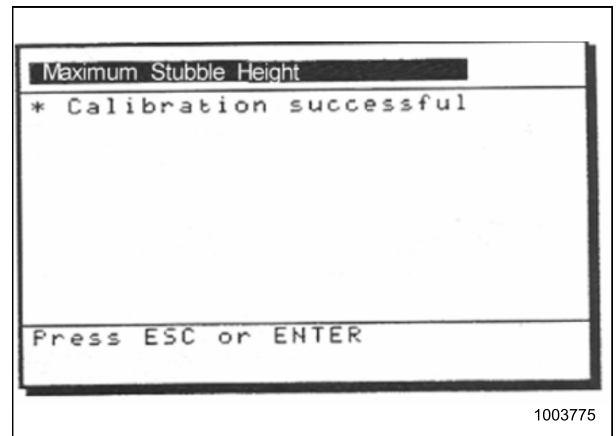 Maximum Stubble Height
* Calibration successful
Press ESC or ENTER
1003775